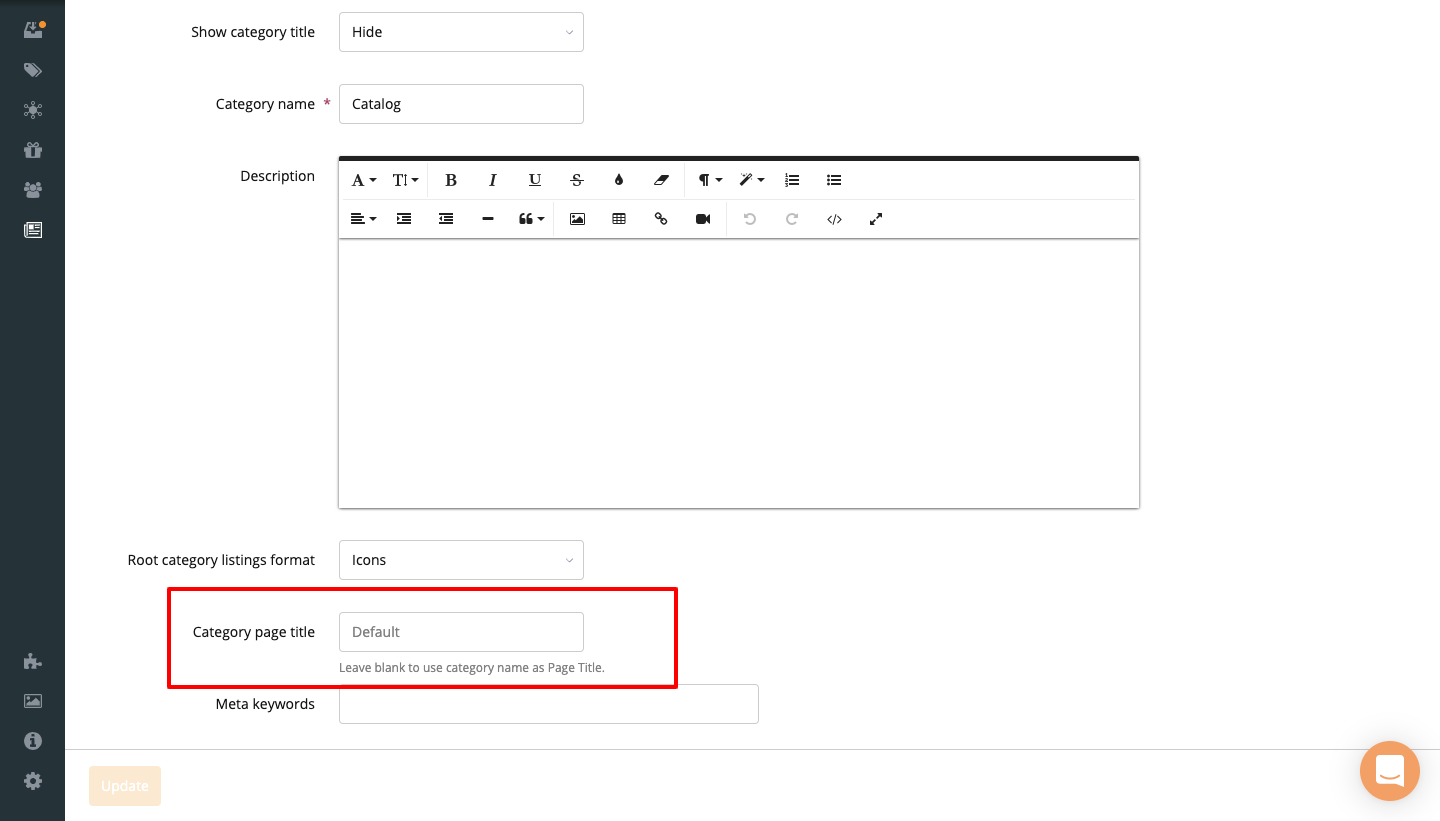 Show category title Hide
Category name * Catalog
Description
Root category listings format Icons
Category page title Default
Leave blank to use category name as Page Title.
Meta keywords
Update